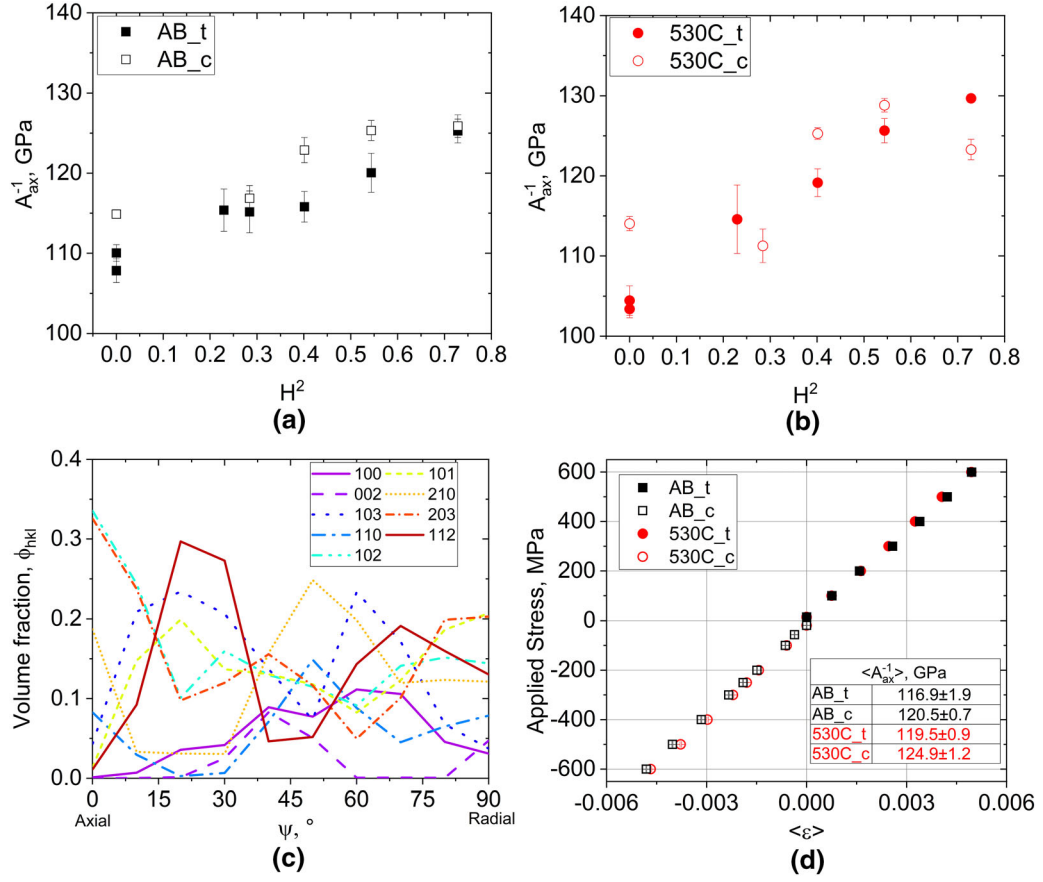 140
130
120
110
100
A⁻¹ax, GPa
AB_t
AB_c
0.0 0.1 0.2 0.3 0.4 0.5 0.6 0.7 0.8
H²
(a)
140
130
120
110
100
A⁻¹ax, GPa
530C_t
530C_c
0.0 0.1 0.2 0.3 0.4 0.5 0.6 0.7 0.8
H²
(b)
0.4
0.3
0.2
0.1
0.0
Volume fraction, ϕhkl
100 101
002 210
103 203
110 112
102
0 15 30 45 60 75 90
Axial ψ, ° Radial
(c)
600
400
200
0
-200
-400
-600
Applied Stress, MPa
AB_t
AB_c
530C_t
530C_c
<A⁻¹ax>, GPa
AB_t 116.9±1.9
AB_c 120.5±0.7
530C_t 119.5±0.9
530C_c 124.9±1.2
-0.006 -0.003 0.000 0.003 0.006
<ε>
(d)